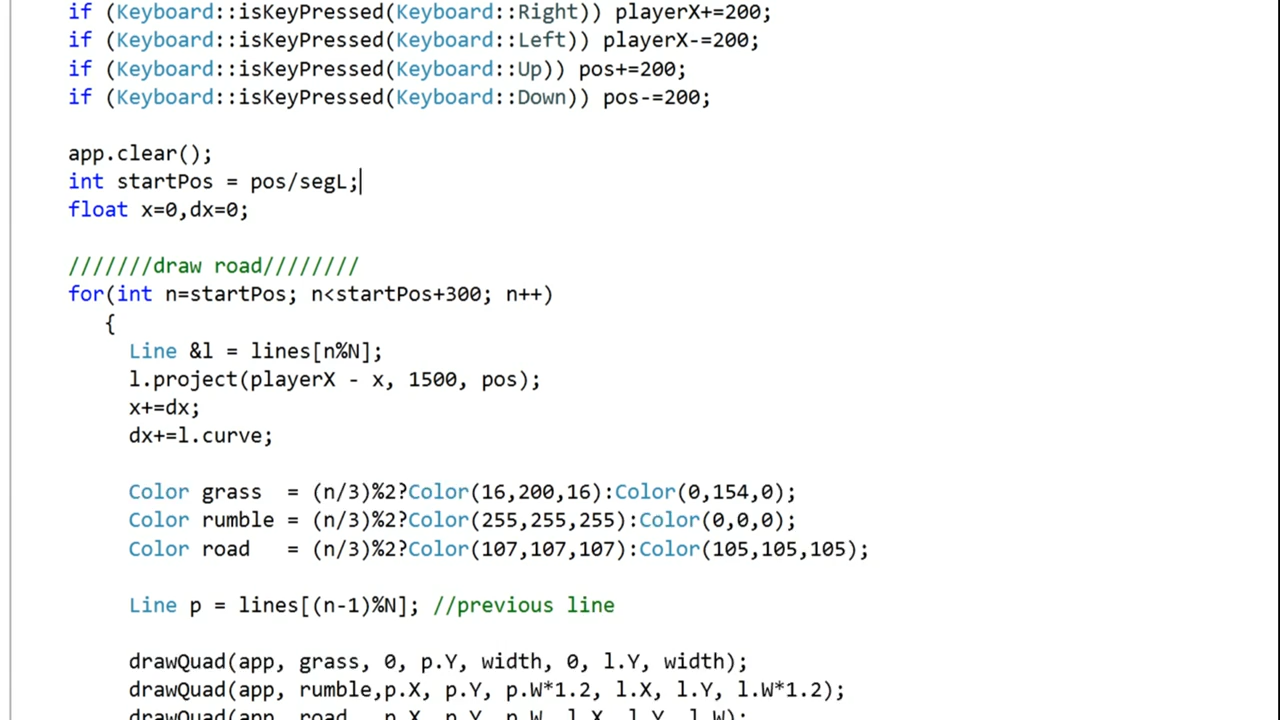 if (Keyboard::isKeyPressed(Keyboard::Right)) playerX+=200;
if (Keyboard::isKeyPressed(Keyboard::Left)) playerX-=200;
if (Keyboard::isKeyPressed(Keyboard::Up)) pos+=200;
if (Keyboard::isKeyPressed(Keyboard::Down)) pos-=200;
app.clear();
int startPos = pos/segL;
float x=0,dx=0;
///////draw road////////
for(int n=startPos; n<startPos+300; n++)
{
Line &l = lines[n%N];
l.project(playerX - x, 1500, pos);
x+=dx;
dx+=l.curve;
Color grass  = (n/3)%2?Color(16,200,16):Color(0,154,0);
Color rumble = (n/3)%2?Color(255,255,255):Color(0,0,0);
Color road   = (n/3)%2?Color(107,107,107):Color(105,105,105);
Line p = lines[(n-1)%N]; //previous line
drawQuad(app, grass, 0, p.Y, width, 0, l.Y, width);
drawQuad(app, rumble,p.X, p.Y, p.W*1.2, l.X, l.Y, l.W*1.2);
drawQuad(app, road,  p.X, p.Y, p.W, l.X, l.Y, l.W);